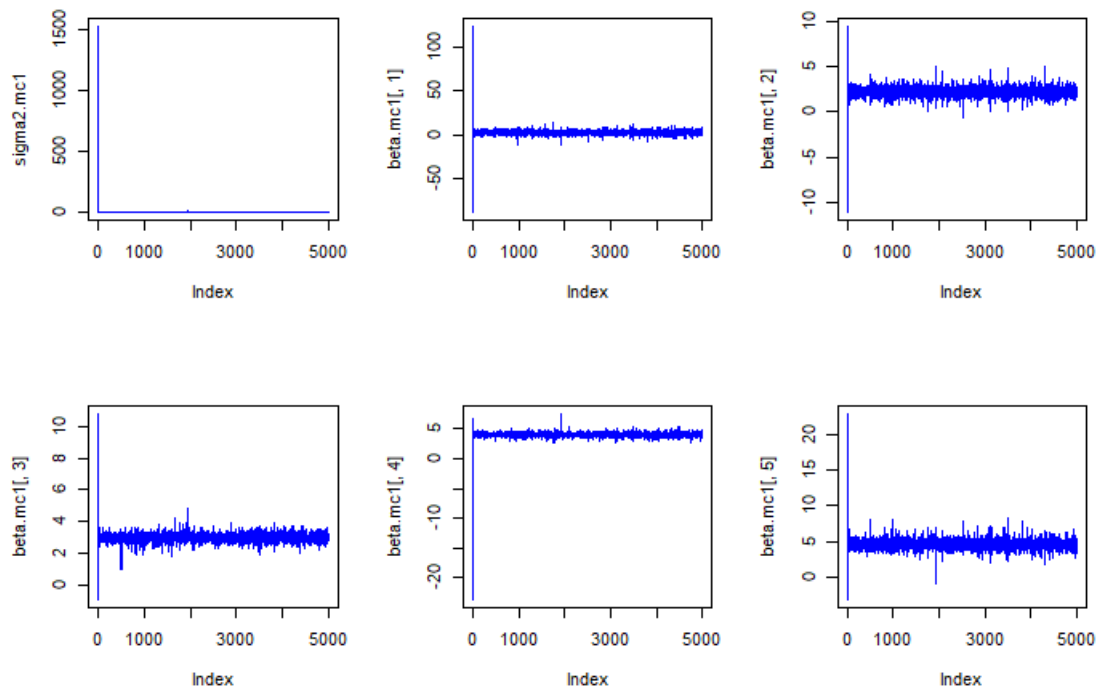 sigma2.mc1
1500
1000
500
0
0 1000 3000 5000
Index
beta.mc1[, 1]
100
50
0
-50
0 1000 3000 5000
Index
beta.mc1[, 2]
10
5
0
-5
-10
0 1000 3000 5000
Index
beta.mc1[, 3]
10
8
6
4
2
0
0 1000 3000 5000
Index
beta.mc1[, 4]
5
0
-10
-20
0 1000 3000 5000
Index
beta.mc1[, 5]
20
15
10
5
0
0 1000 3000 5000
Index